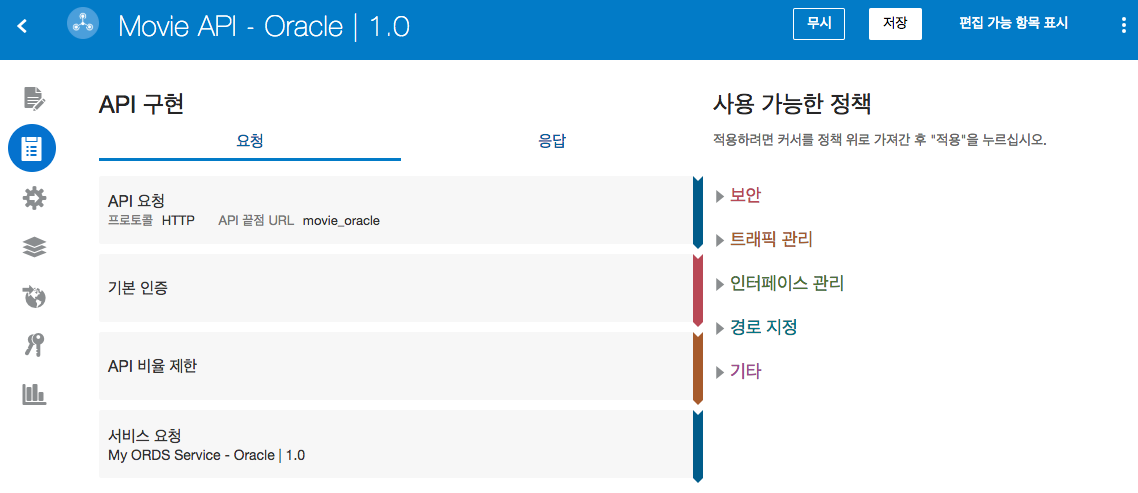 Movie API - Oracle | 1.0
무시
저장
편집 가능 항목 표시
API 구현
요청
응답
API 요청
프로토콜 HTTP API 끝점 URL movie_oracle
기본 인증
API 비율 제한
서비스 요청
My ORDS Service - Oracle | 1.0
사용 가능한 정책
적용하려면 커서를 정책 위로 가져간 후 "적용"을 누르십시오.
보안
트래픽 관리
인터페이스 관리
경로 지정
기타